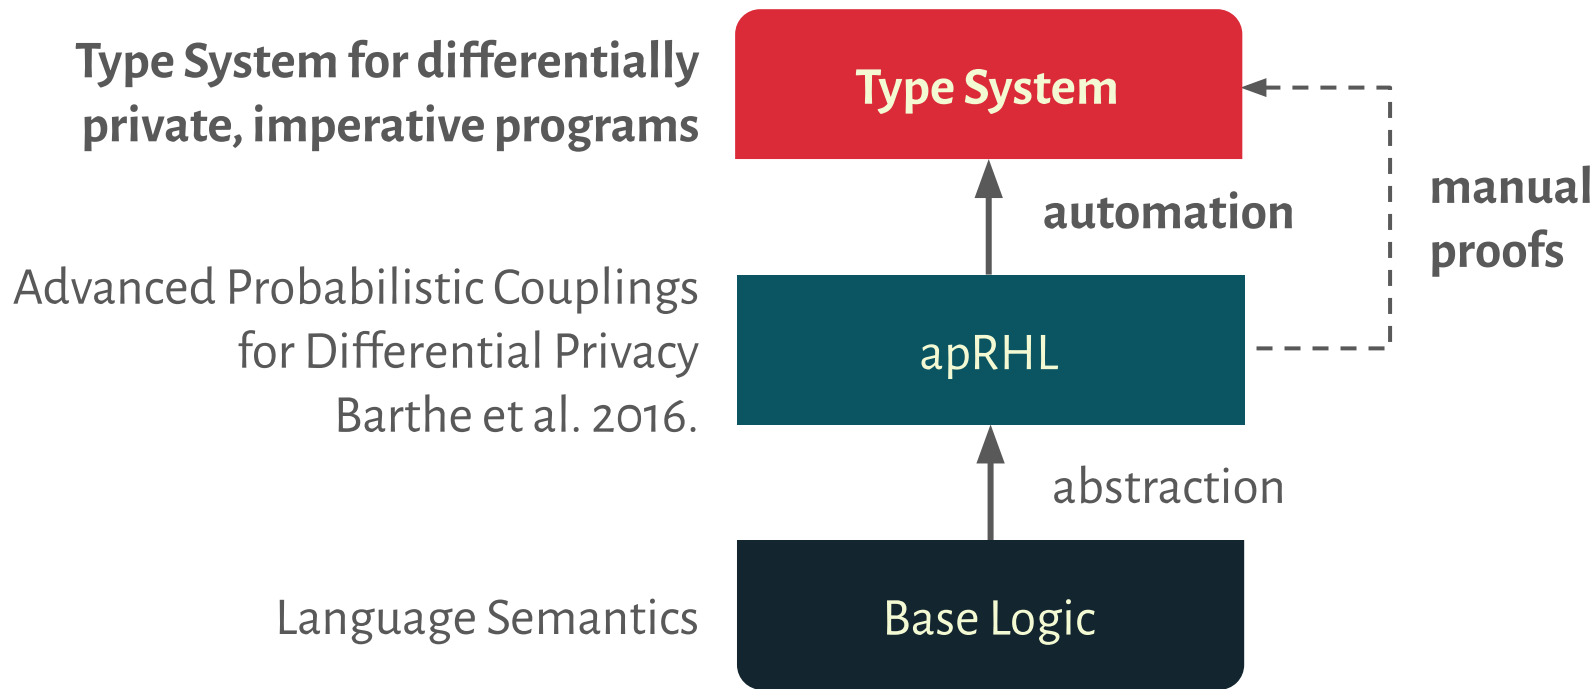 Type System for differentially
private, imperative programs
Type System
automation
manual
proofs
Advanced Probabilistic Couplings
for Differential Privacy
Barthe et al. 2016.
apRHL
abstraction
Language Semantics
Base Logic